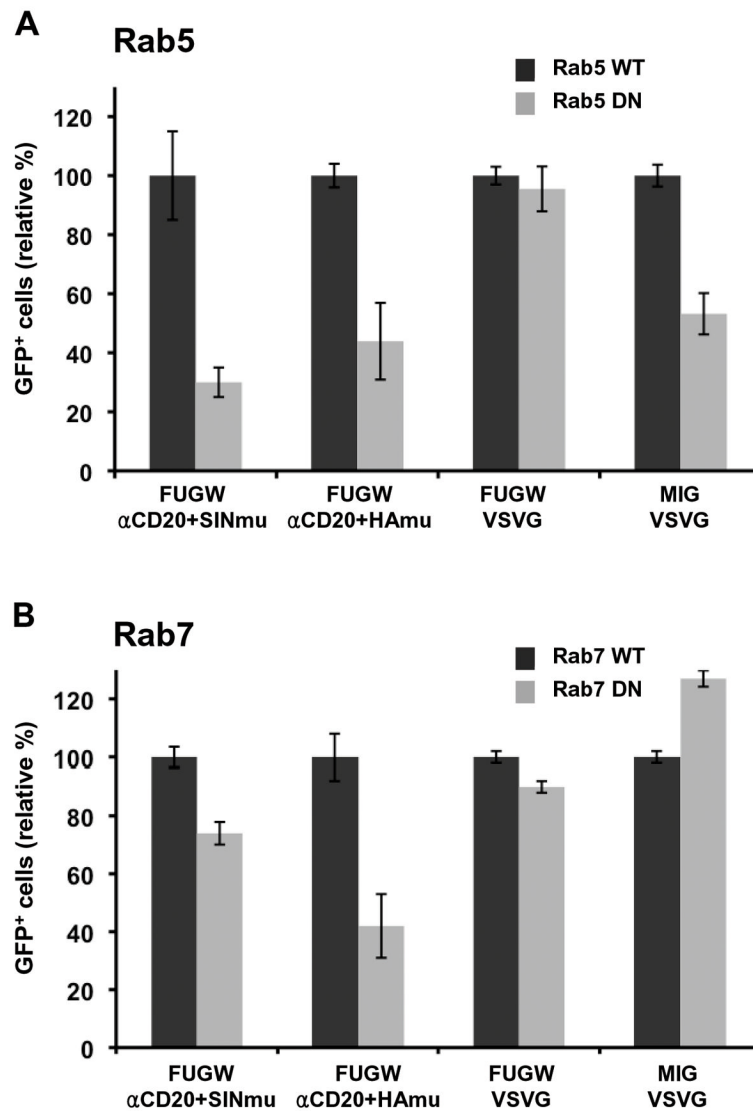 A
Rab5
Rab5 WT
Rab5 DN
GFP⁺ cells (relative %)
120
100
80
60
40
20
0
FUGW
αCD20+SINmu
FUGW
αCD20+HAmu
FUGW
VSVG
MIG
VSVG
B
Rab7
Rab7 WT
Rab7 DN
GFP⁺ cells (relative %)
120
100
80
60
40
20
0
FUGW
αCD20+SINmu
FUGW
αCD20+HAmu
FUGW
VSVG
MIG
VSVG